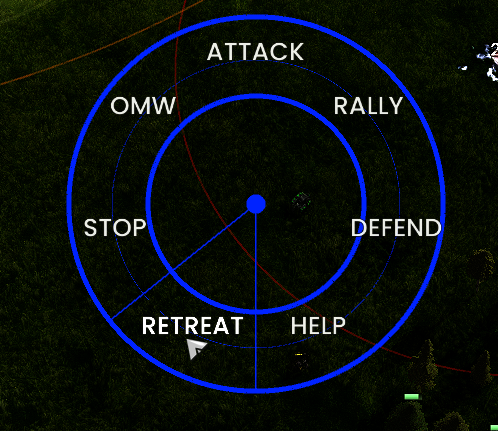 ATTACK
OMW
RALLY
STOP
DEFEND
RETREAT
HELP